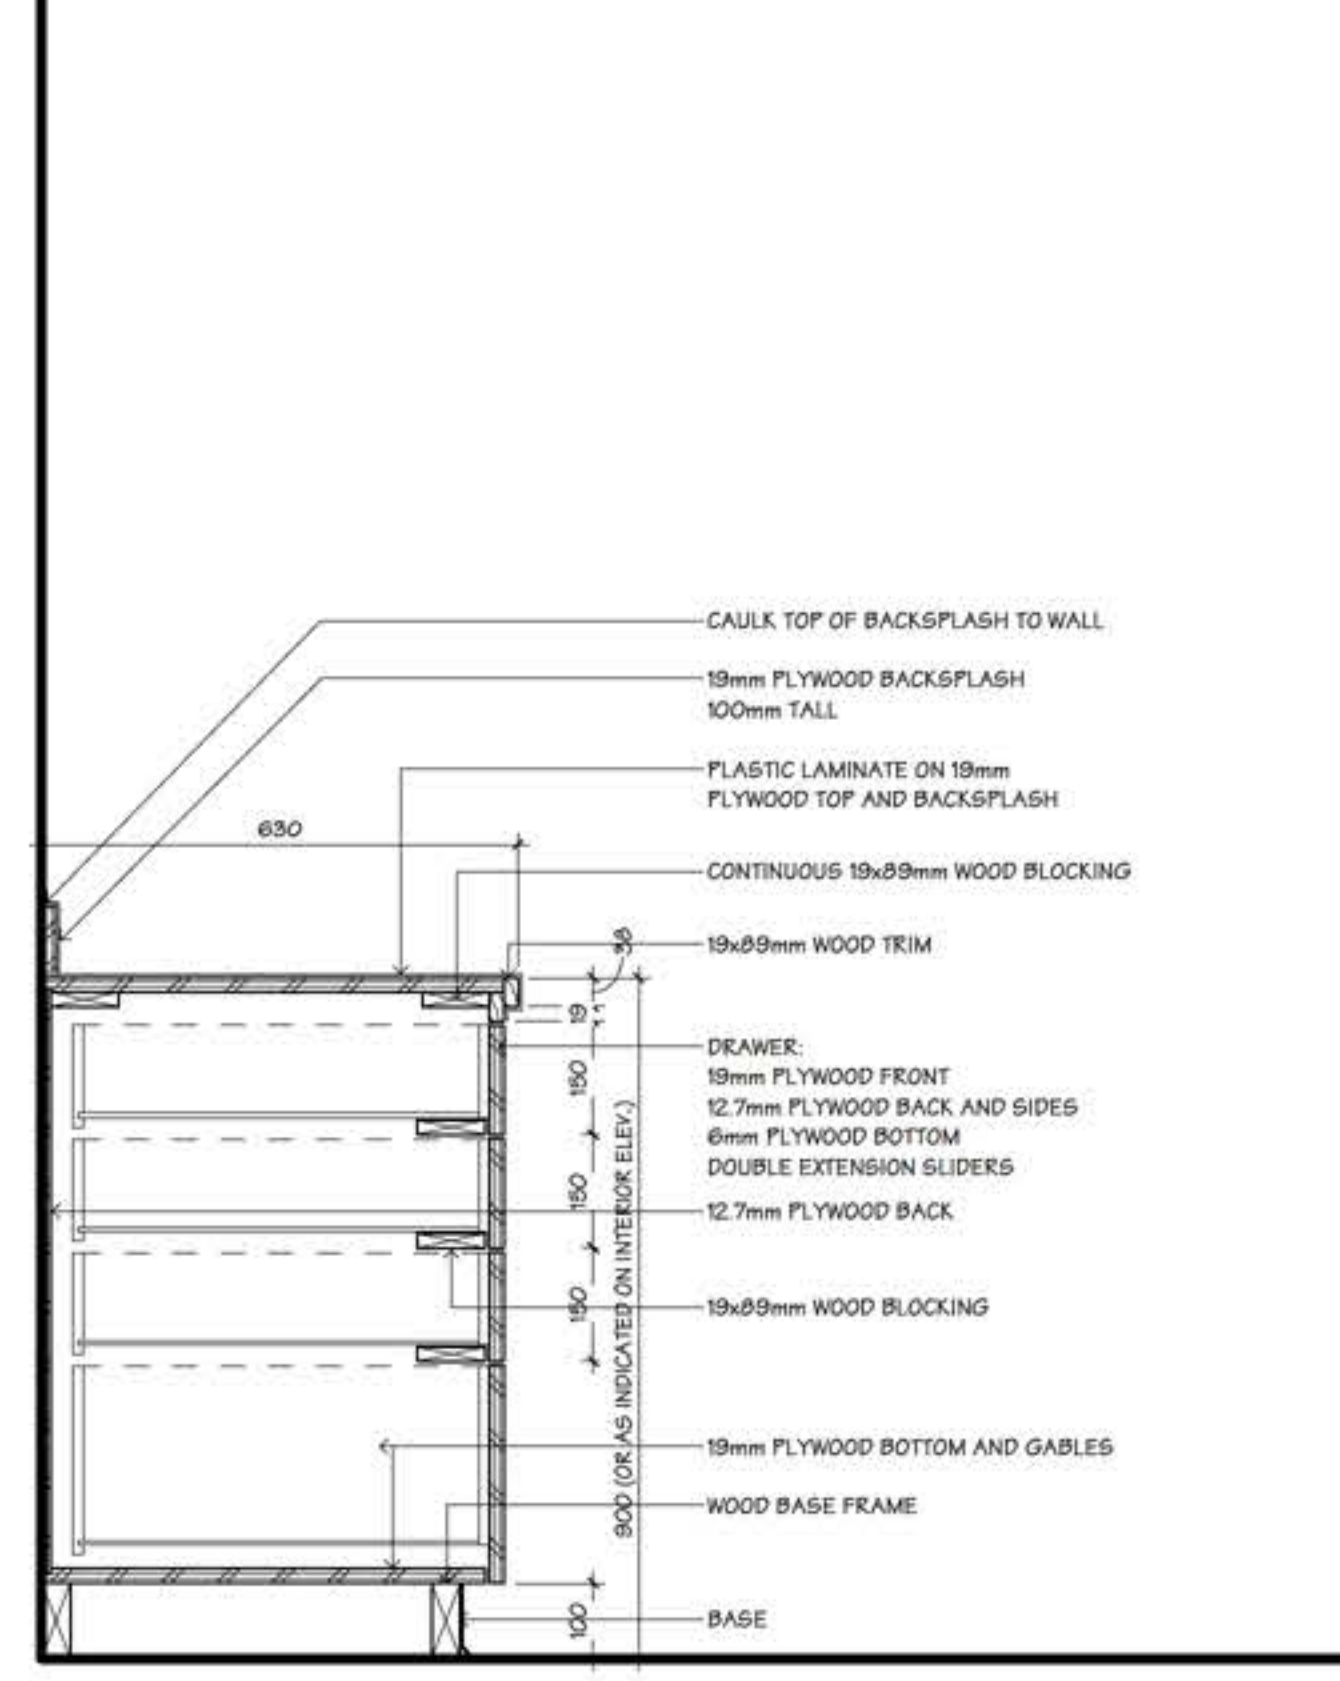 CAULK TOP OF BACKSPLASH TO WALL
19mm PLYWOOD BACKSPLASH
100mm TALL
PLASTIC LAMINATE ON 19mm
PLYWOOD TOP AND BACKSPLASH
630
CONTINUOUS 19x89mm WOOD BLOCKING
38
19x89mm WOOD TRIM
19
DRAWER:
19mm PLYWOOD FRONT
12.7mm PLYWOOD BACK AND SIDES
6mm PLYWOOD BOTTOM
DOUBLE EXTENSION SLIDERS
150
150
150
12.7mm PLYWOOD BACK
900 (OR AS INDICATED ON INTERIOR ELEV.)
19x89mm WOOD BLOCKING
19mm PLYWOOD BOTTOM AND GABLES
WOOD BASE FRAME
100
BASE